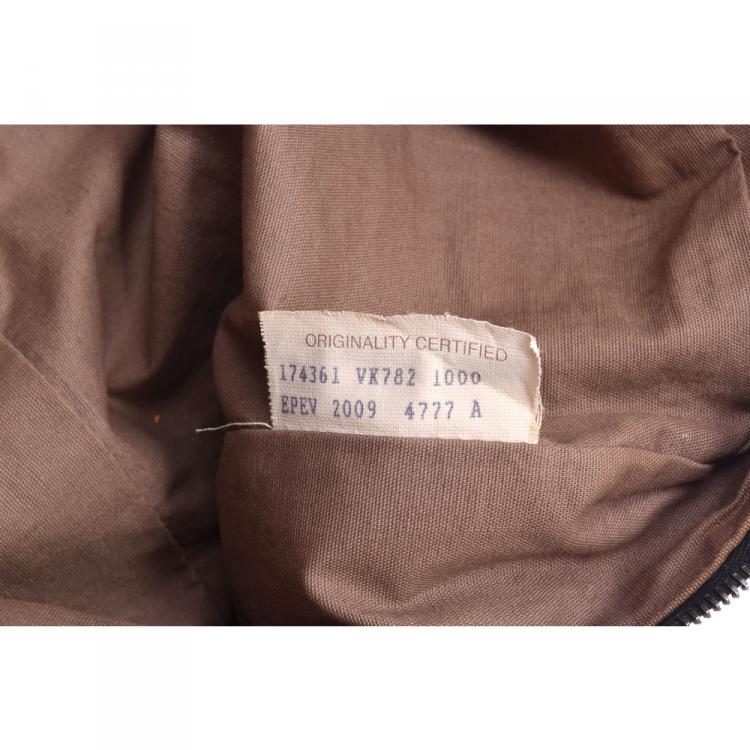 ORIGINALITY CERTIFIED
174361 VK782 1000
EPEV 2009 4777 A